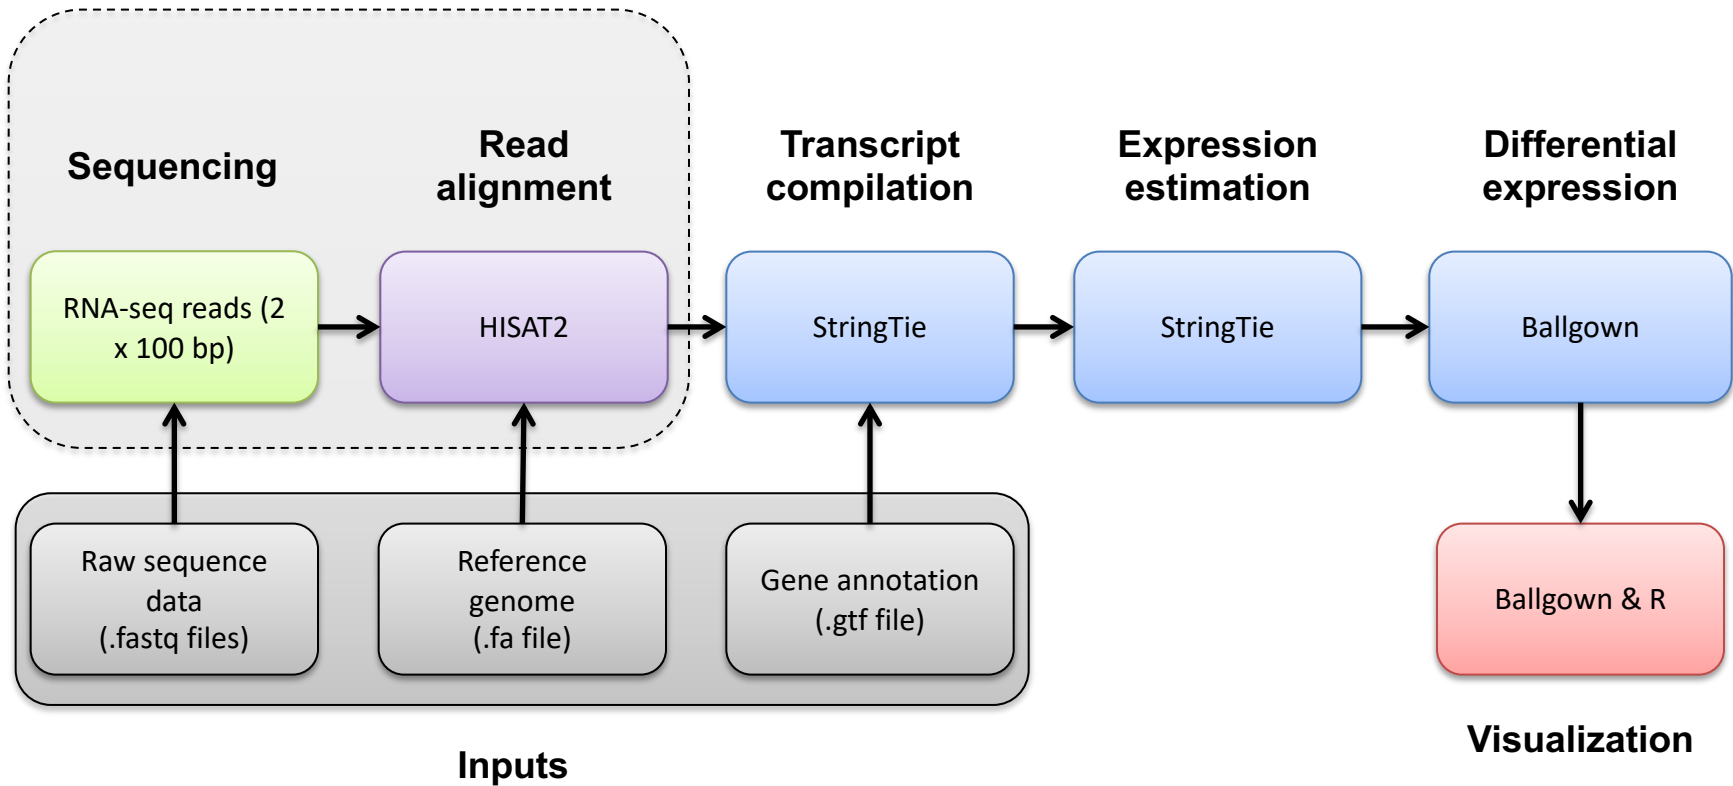 Sequencing
Read
alignment
Transcript
compilation
Expression
estimation
Differential
expression
RNA-seq reads (2
x 100 bp)
HISAT2
StringTie
StringTie
Ballgown
Raw sequence
data
(.fastq files)
Reference
genome
(.fa file)
Gene annotation
(.gtf file)
Ballgown & R
Inputs
Visualization